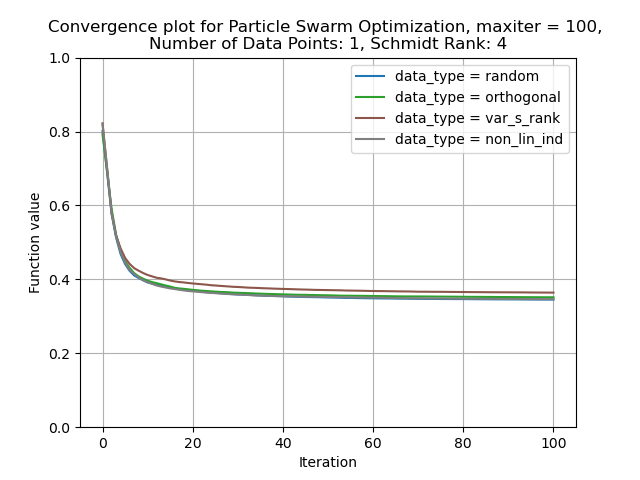 Convergence plot for Particle Swarm Optimization, maxiter = 100,
Number of Data Points: 1, Schmidt Rank: 4
1.0
0.8
0.6
0.4
0.2
0.0
Function value
data_type = random
data_type = orthogonal
data_type = var_s_rank
data_type = non_lin_ind
0 20 40 60 80 100
Iteration